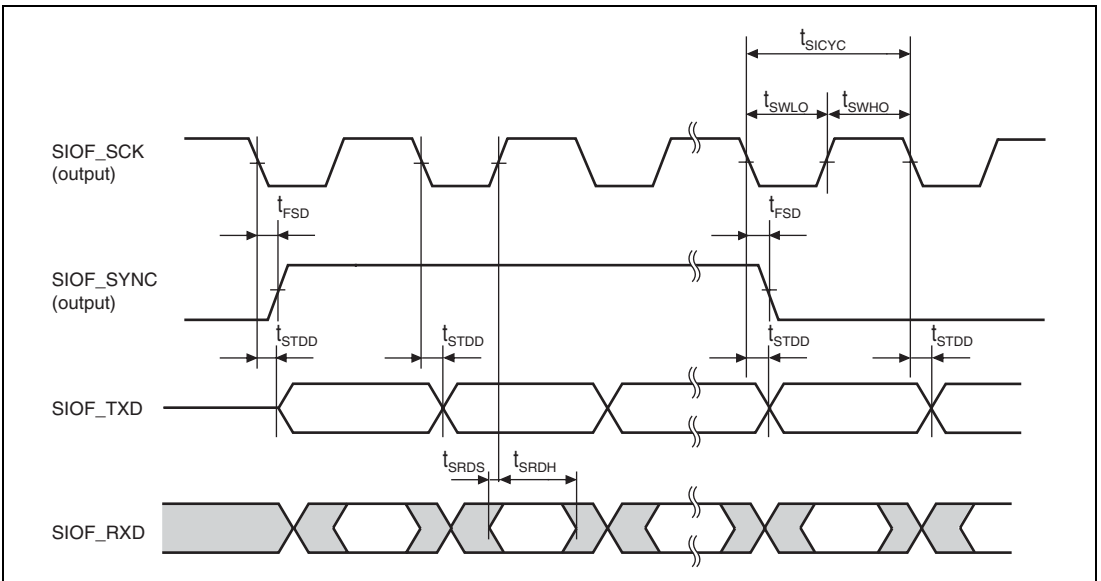 tSICYC
tSWLO tSWHO
SIOF_SCK
(output)
tFSD tFSD
SIOF_SYNC
(output)
tSTDD tSTDD tSTDD tSTDD
SIOF_TXD
tSRDS tSRDH
SIOF_RXD